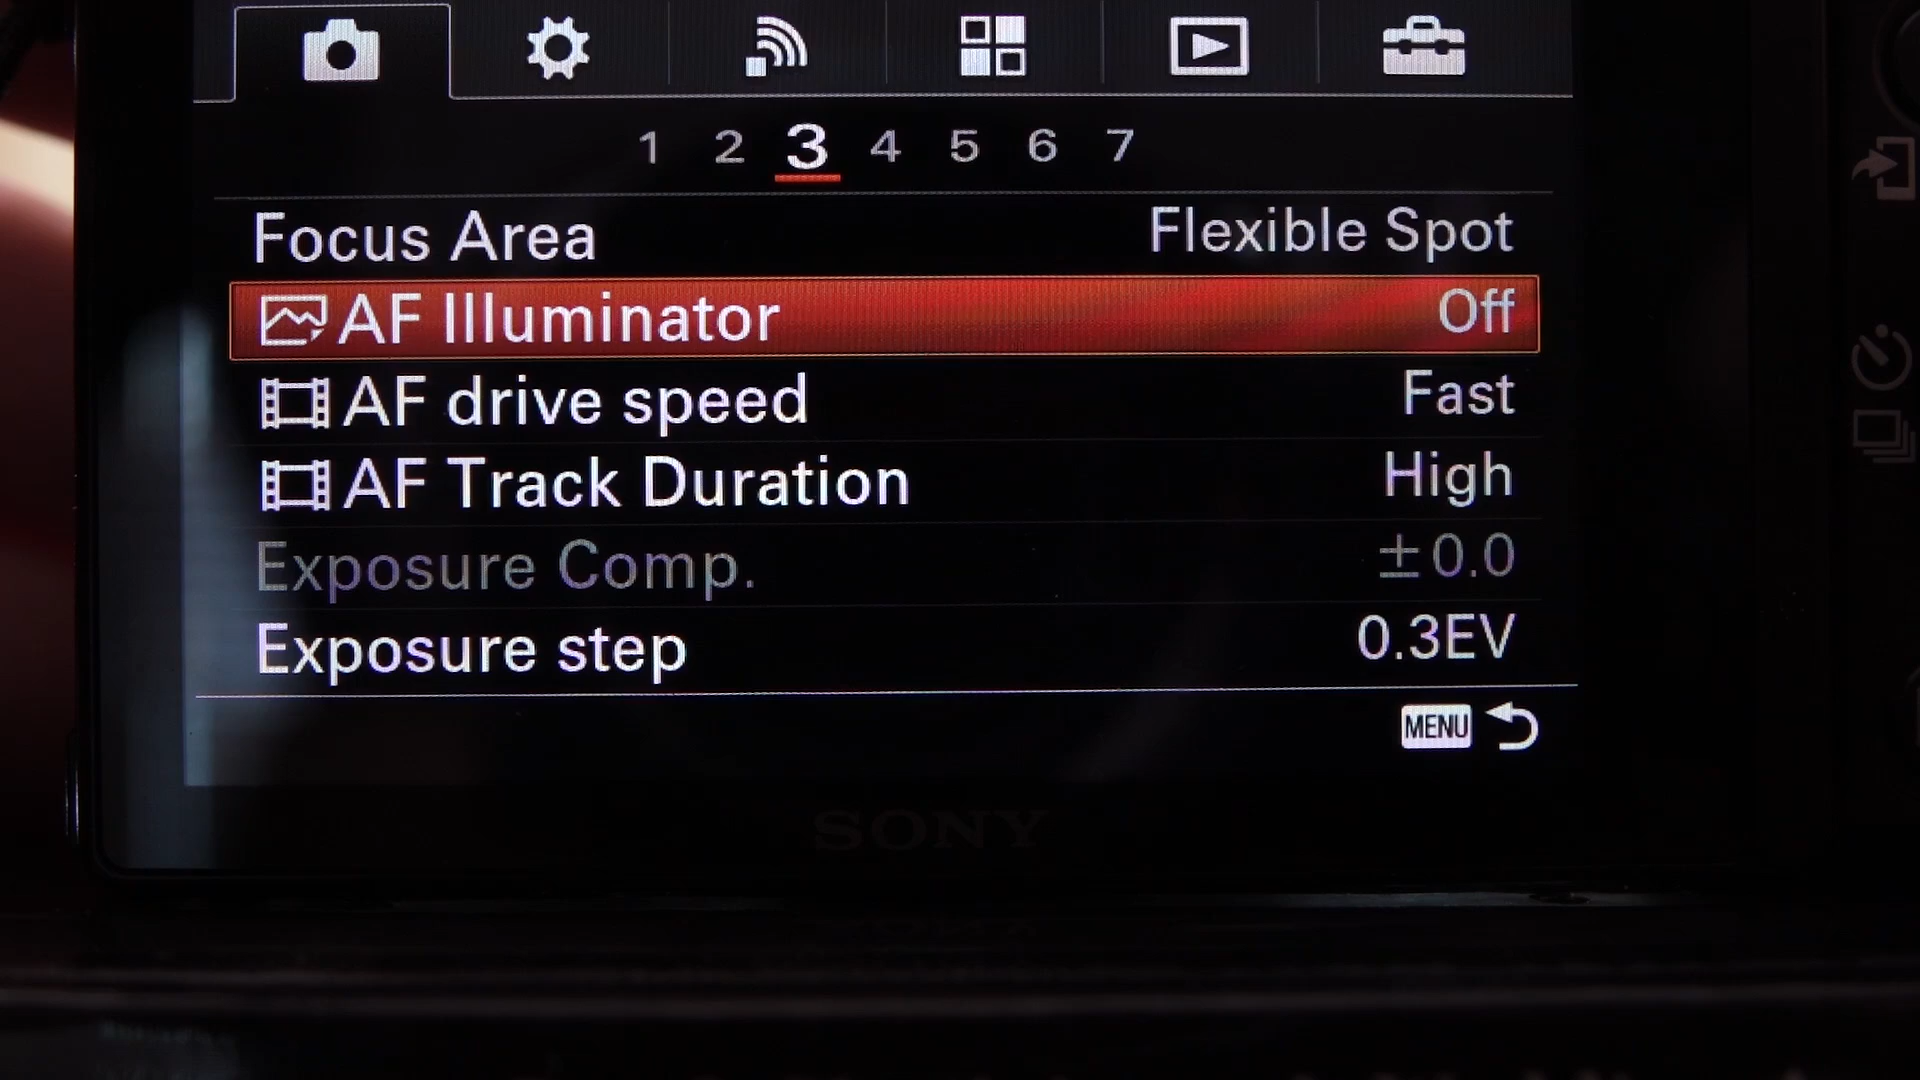 1 2 3 4 5 6 7
Focus Area Flexible Spot
AF Illuminator Off
AF drive speed Fast
AF Track Duration High
Exposure Comp. ±0.0
Exposure step 0.3EV
MENU
SONY